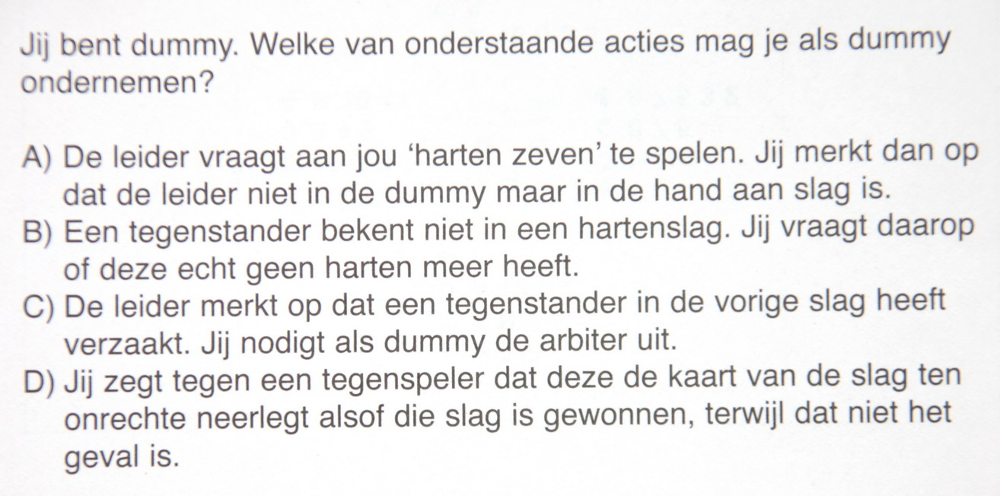 Jij bent dummy. Welke van onderstaande acties mag je als dummy
ondernemen?
A) De leider vraagt aan jou ‘harten zeven’ te spelen. Jij merkt dan op
dat de leider niet in de dummy maar in de hand aan slag is.
B) Een tegenstander bekent niet in een hartenslag. Jij vraagt daarop
of deze echt geen harten meer heeft.
C) De leider merkt op dat een tegenstander in de vorige slag heeft
verzaakt. Jij nodigt als dummy de arbiter uit.
D) Jij zegt tegen een tegenspeler dat deze de kaart van de slag ten
onrechte neerlegt alsof die slag is gewonnen, terwijl dat niet het
geval is.